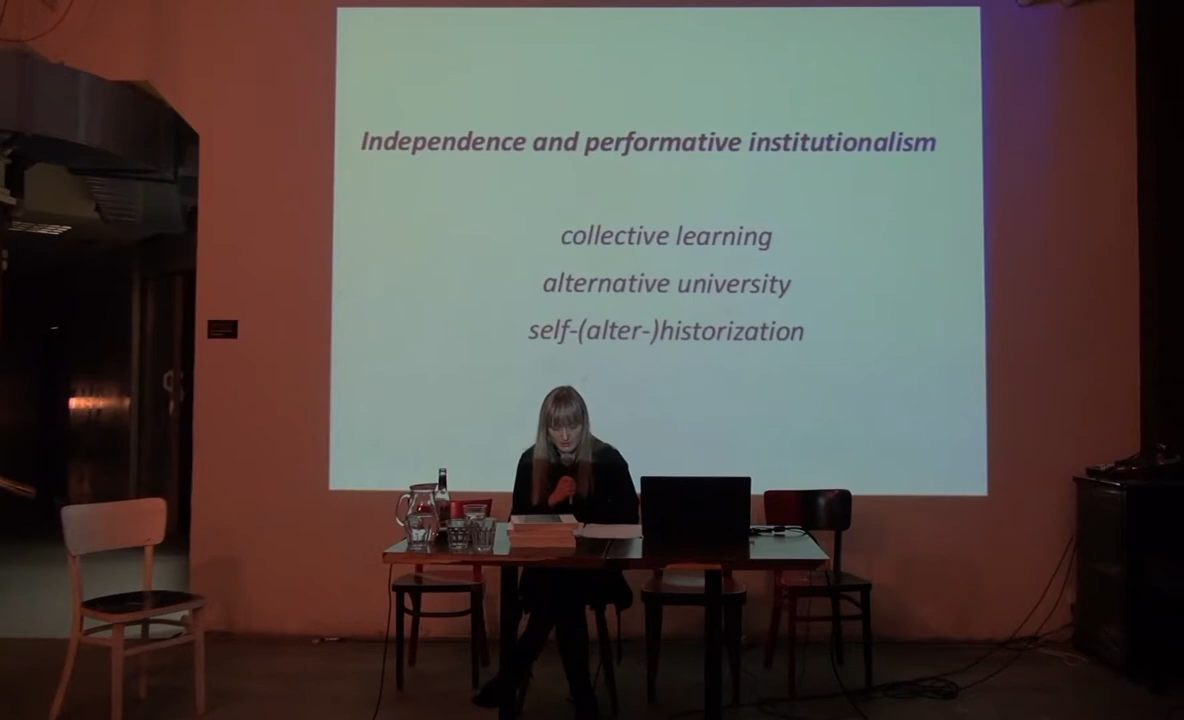 Independence and performative institutionalism
collective learning
alternative university
self-(alter-)historization